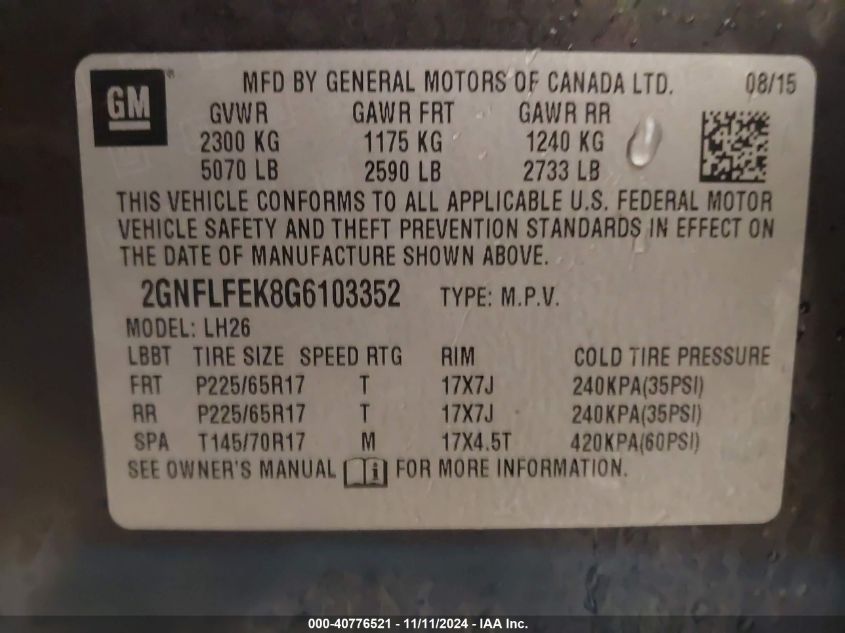 GM ®
MFD BY GENERAL MOTORS OF CANADA LTD. 08/15
GVWR GAWR FRT GAWR RR
2300 KG 1175 KG 1240 KG
5070 LB 2590 LB 2733 LB
THIS VEHICLE CONFORMS TO ALL APPLICABLE U.S. FEDERAL MOTOR
VEHICLE SAFETY AND THEFT PREVENTION STANDARDS IN EFFECT ON
THE DATE OF MANUFACTURE SHOWN ABOVE.
2GNFLFEK8G6103352 TYPE: M.P.V.
MODEL: LH26
LBBT TIRE SIZE SPEED RTG RIM COLD TIRE PRESSURE
FRT P225/65R17 T 17X7J 240KPA(35PSI)
RR P225/65R17 T 17X7J 240KPA(35PSI)
SPA T145/70R17 M 17X4.5T 420KPA(60PSI)
SEE OWNER'S MANUAL i FOR MORE INFORMATION.
000-40776521 - 11/11/2024 - IAA Inc.